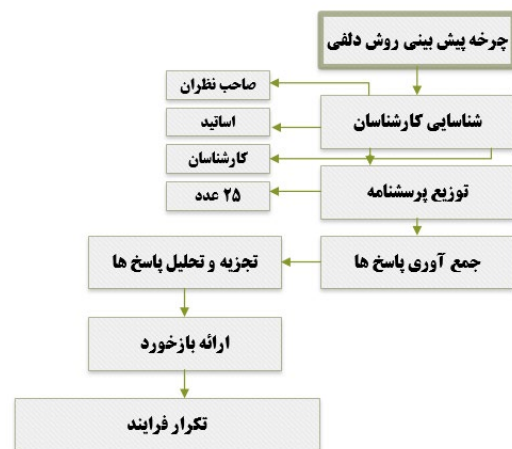 چرخه پیش بینی روش دلفی
صاحب نظران
شناسایی کارشناسان
اساتید
کارشناسان
توزیع پرسشنامه
۲۵ عدد
جمع آوری پاسخ ها
تجزیه و تحلیل پاسخ ها
ارائه بازخورد
تکرار فرایند